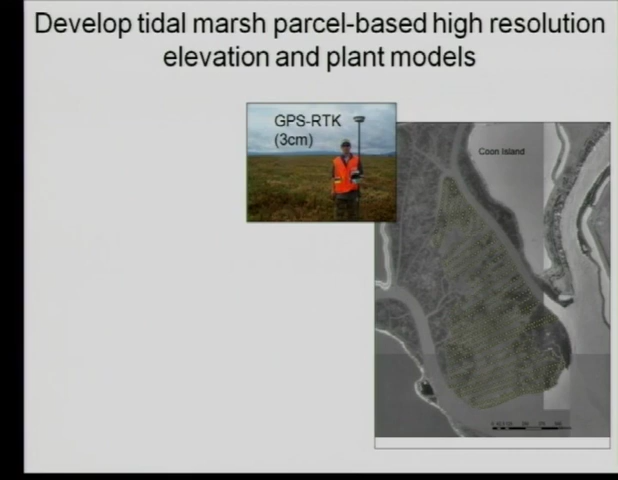 Develop tidal marsh parcel-based high resolution
elevation and plant models
GPS-RTK
(3cm)
Coon Island